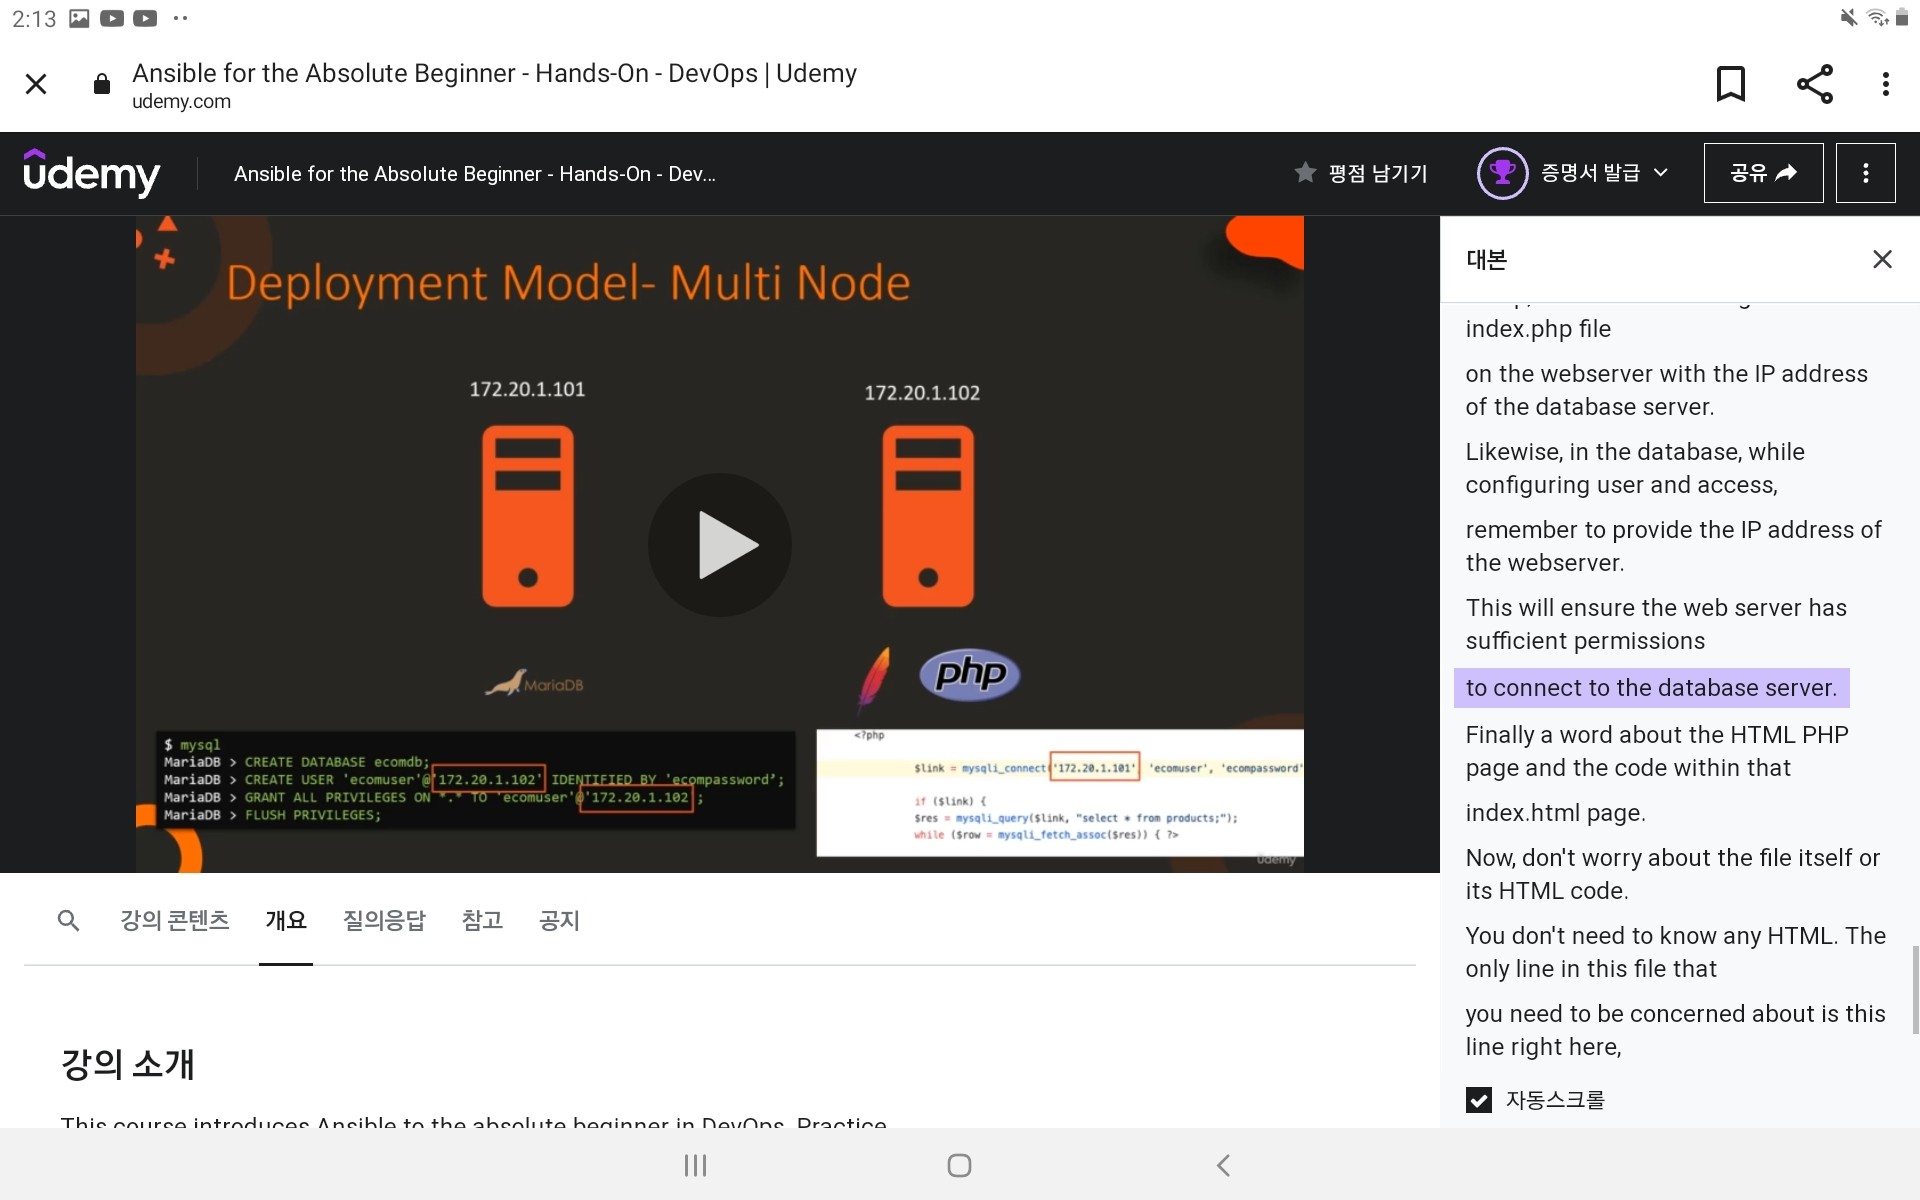 2:13
Ansible for the Absolute Beginner - Hands-On - DevOps | Udemy
udemy.com
udemy
Ansible for the Absolute Beginner - Hands-On - Dev...
평점 남기기
증명서 발급
공유
Deployment Model- Multi Node
172.20.1.101
172.20.1.102
MariaDB
php
$ mysql
MariaDB > CREATE DATABASE ecomdb;
MariaDB > CREATE USER 'ecomuser'@'172.20.1.102' IDENTIFIED BY 'ecompassword';
MariaDB > GRANT ALL PRIVILEGES ON *.* TO 'ecomuser'@'172.20.1.102 ;
MariaDB > FLUSH PRIVILEGES;
<?php
$link = mysqli_connect('172.20.1.101' 'ecomuser', 'ecompassword'
if ($link) {
$res = mysqli_query($link, "select * from products;");
while ($row = mysqli_fetch_assoc($res)) { ?>
udemy
대본
index.php file
on the webserver with the IP address
of the database server.
Likewise, in the database, while
configuring user and access,
remember to provide the IP address of
the webserver.
This will ensure the web server has
sufficient permissions
to connect to the database server.
Finally a word about the HTML PHP
page and the code within that
index.html page.
Now, don't worry about the file itself or
its HTML code.
You don't need to know any HTML. The
only line in this file that
you need to be concerned about is this
line right here,
자동스크롤
강의 콘텐츠 개요 질의응답 참고 공지
강의 소개
This course introduces Ansible to the absolute beginner in DevOps. Practice